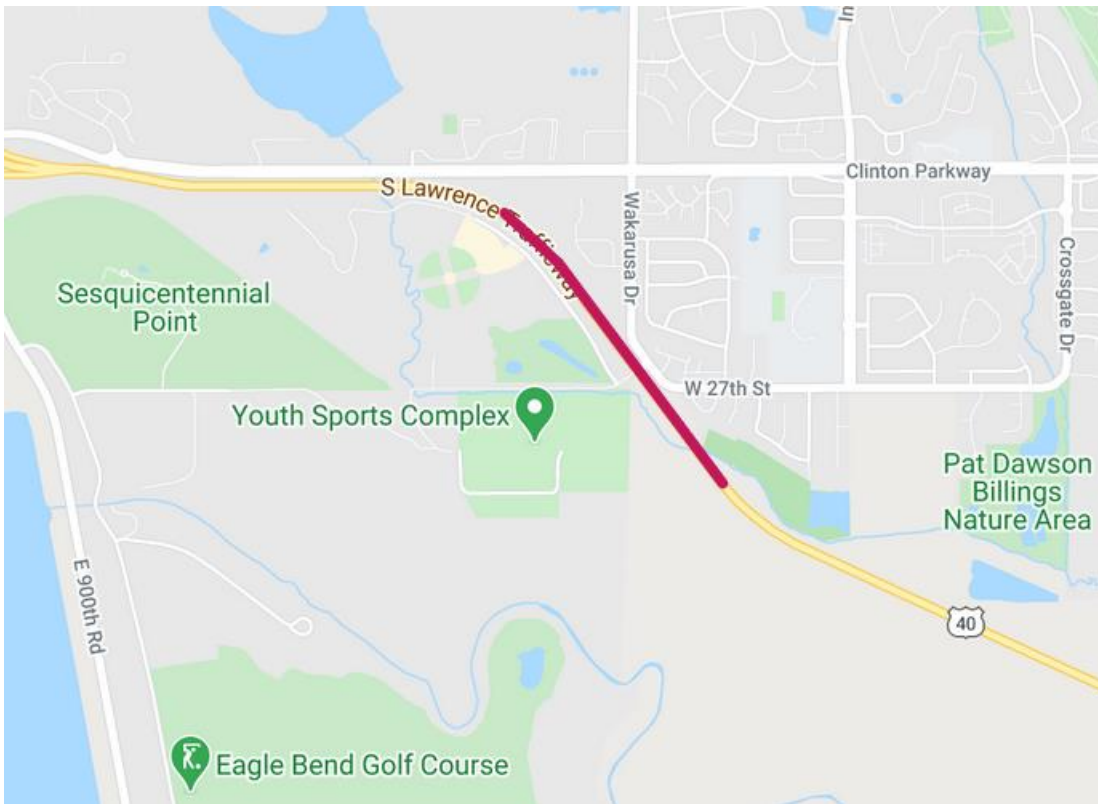 In
Clinton Parkway
S Lawrence Trafficway
Wakarusa Dr
Crossgate Dr
Sesquicentennial
Point
W 27th St
Youth Sports Complex
Pat Dawson
Billings
Nature Area
E 900th Rd
40
Eagle Bend Golf Course